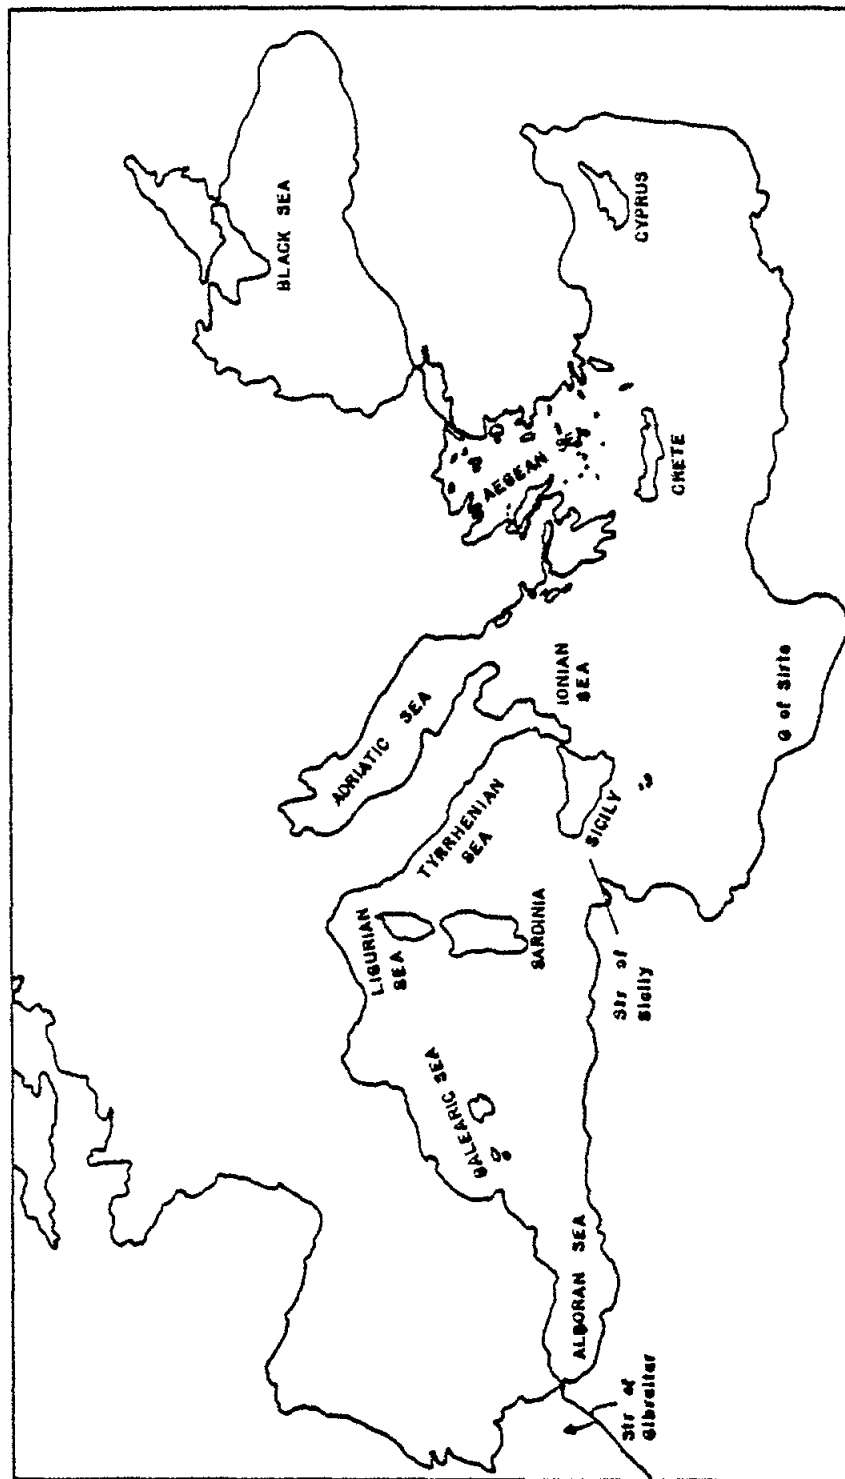 BLACK SEA
CYPRUS
AEGEAN
CRETE
ADRIATIC SEA
IONIAN
SEA
G of Sirte
TYRRHENIAN
SEA
SICILY
LIGURIAN
SEA
SARDINIA
Str of
Sicily
BALEARIC SEA
ALBORAN SEA
Str of
Gibraltar